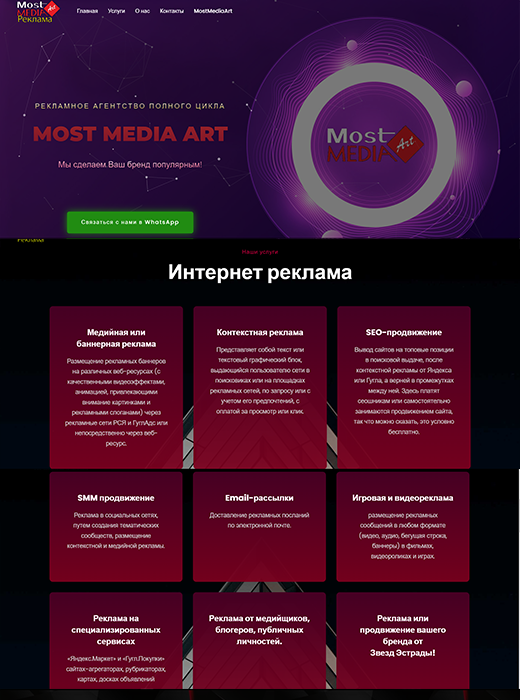 Most
MEDIA Art
Реклама
Главная Услуги О нас Контакты MostMediaArt
РЕКЛАМНОЕ АГЕНТСТВО ПОЛНОГО ЦИКЛА
MOST MEDIA ART
Мы сделаем Ваш бренд популярным!
Most
MEDIA Art
Связаться с нами в WhatsApp
Реклама
Наши услуги
Интернет реклама
Медийная или
баннерная реклама
Размещение рекламных баннеров
на различных веб-ресурсах (с
качественными видеоэффектами,
анимацией, привлекающими
внимание картинками и
рекламными слоганами) через
рекламные сети РСЯ и ГуглАдс или
непосредственно через веб-
ресурс.
Контекстная реклама
Представляет собой текст или
текстовый графический блок,
выдающийся пользователю сети в
поисковиках или на площадках
рекламных сетей, по запросу или с
учетом его предпочтений, с
оплатой за просмотр или клик.
SEO-продвижение
Вывод сайтов на топовые позиции
в поисковой выдаче, после
контекстной рекламы от Яндекса
или Гугла, а верней в промежутках
между ней. Здесь платят
сеошникам или самостоятельно
занимаются продвижением сайта,
так что можно сказать, это условно
бесплатно.
SMM продвижение
Реклама в социальных сетях,
путем создания тематических
сообществ, размещение
контекстной и медийной рекламы.
Email-рассылки
Доставление рекламных посланий
по электронной почте.
Игровая и видеореклама
размещение рекламных
сообщений в любом формате
(видео, аудио, бегущая строка,
баннеры) в фильмах,
видеороликах и играх.
Реклама на
специализированных
сервисах
«Яндекс.Маркет» и «Гугл.Покупки»
сайтах-агрегаторах, рубрикаторах,
картах, досках объявлений
Реклама от медийщиков,
блогеров, публичных
личностей.
Реклама или
продвижение вашего
бренда от
Звезд Эстрады!